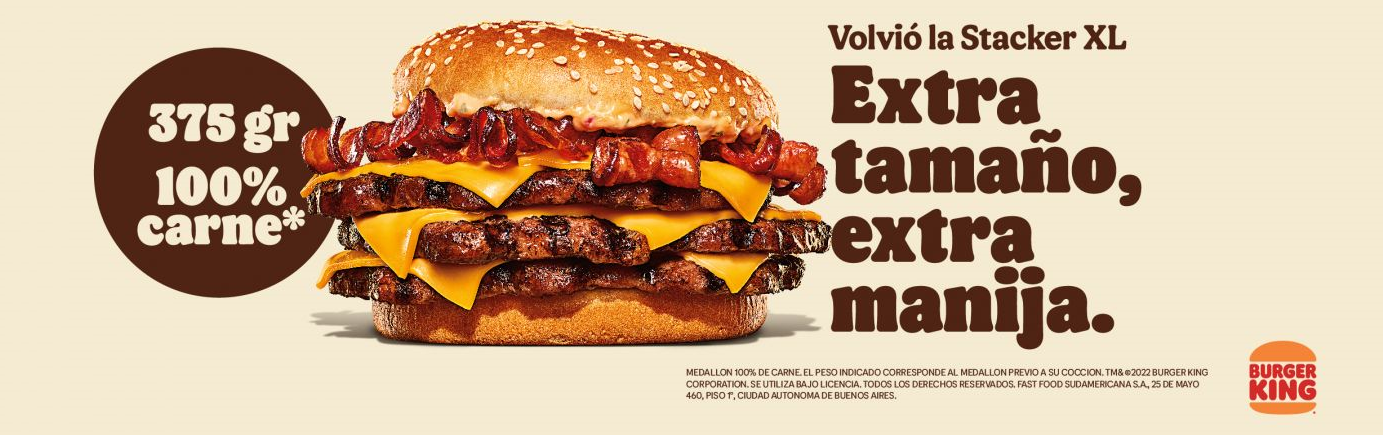 375 gr
100%
carne*
Volvió la Stacker XL
Extra
tamaño,
extra
manija.
MEDALLON 100% DE CARNE. EL PESO INDICADO CORRESPONDE AL MEDALLON PREVIO A SU COCCION. TM& ©2022 BURGER KING
CORPORATION. SE UTILIZA BAJO LICENCIA. TODOS LOS DERECHOS RESERVADOS. FAST FOOD SUDAMERICANA S.A., 25 DE MAYO
460, PISO 1°, CIUDAD AUTONOMA DE BUENOS AIRES.
BURGER
KING